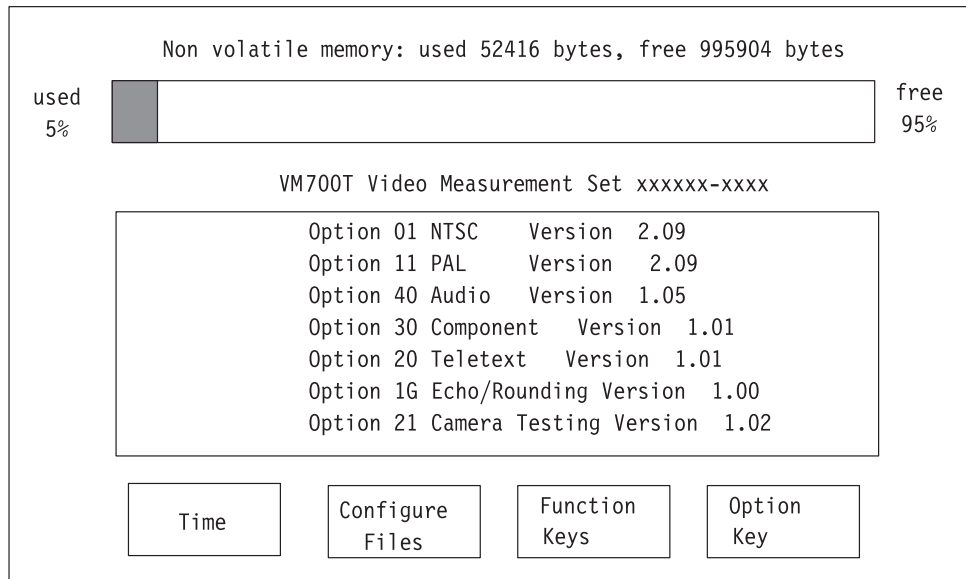 Non volatile memory: used 52416 bytes, free 995904 bytes
used
5%
free
95%
VM700T Video Measurement Set xxxxxx-xxxx
Option 01 NTSC Version 2.09
Option 11 PAL Version 2.09
Option 40 Audio Version 1.05
Option 30 Component Version 1.01
Option 20 Teletext Version 1.01
Option 1G Echo/Rounding Version 1.00
Option 21 Camera Testing Version 1.02
Time
Configure
Files
Function
Keys
Option
Key